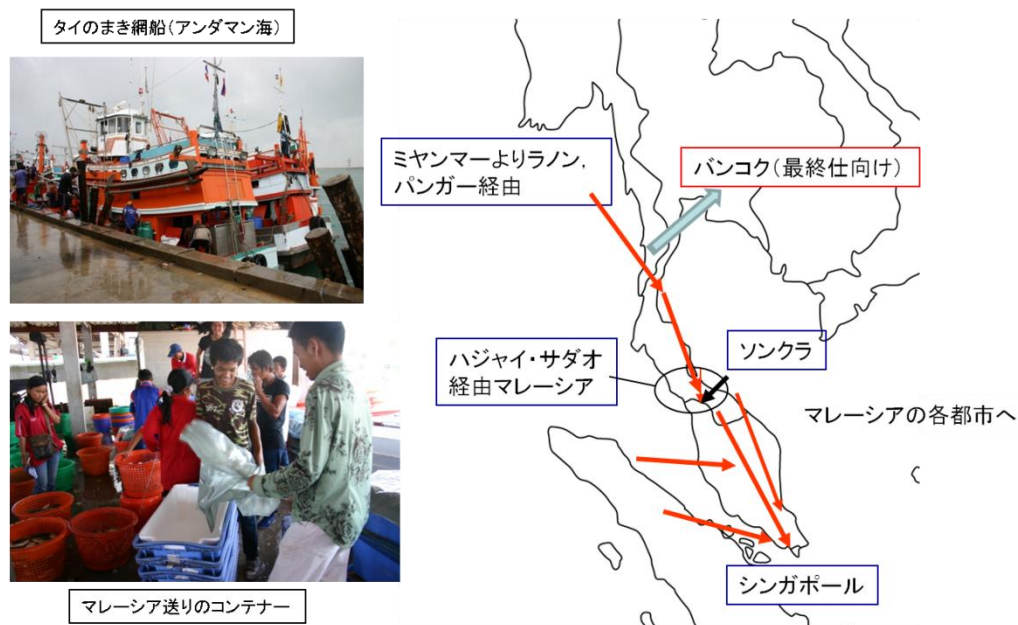 タイのまき網船(アンダマン海)
ミヤンマーよりラノン,
パンガー経由
バンコク(最終仕向け)
ハジャイ・サダオ
経由マレーシア
ソンクラ
マレーシアの各都市へ
シンガポール
マレーシア送りのコンテナー